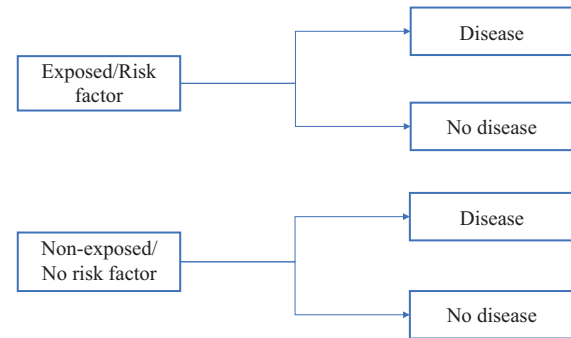 Disease
Exposed/Risk
factor
No disease
Disease
Non-exposed/
No risk factor
No disease